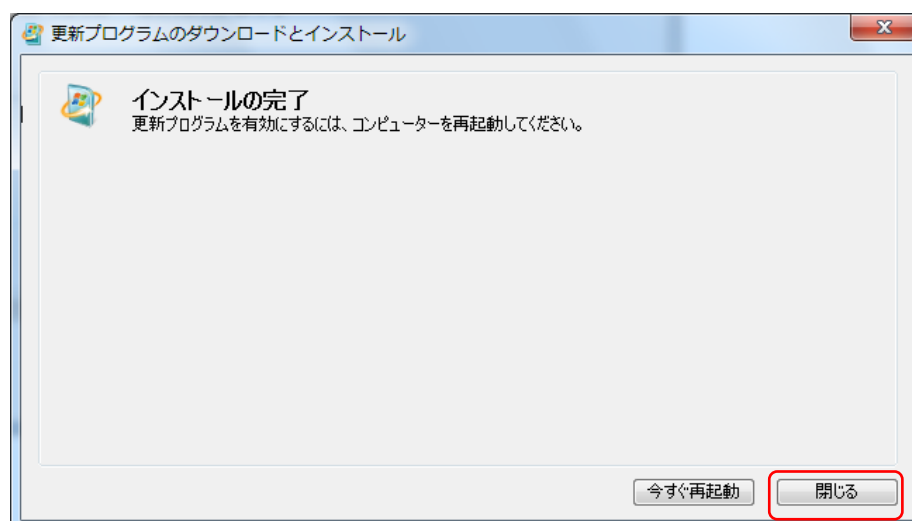 更新プログラムのダウンロードとインストール
インストールの完了
更新プログラムを有効にするには、コンピューターを再起動してください。
今すぐ再起動
閉じる